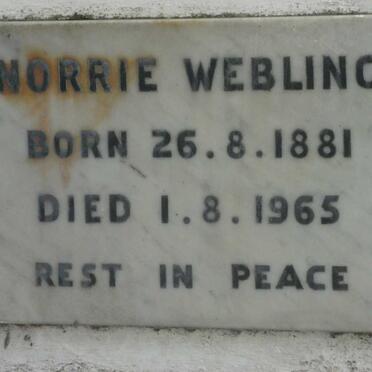 NORRIE WEBLING
BORN 26.8.1881
DIED 1.8.1965
REST IN PEACE